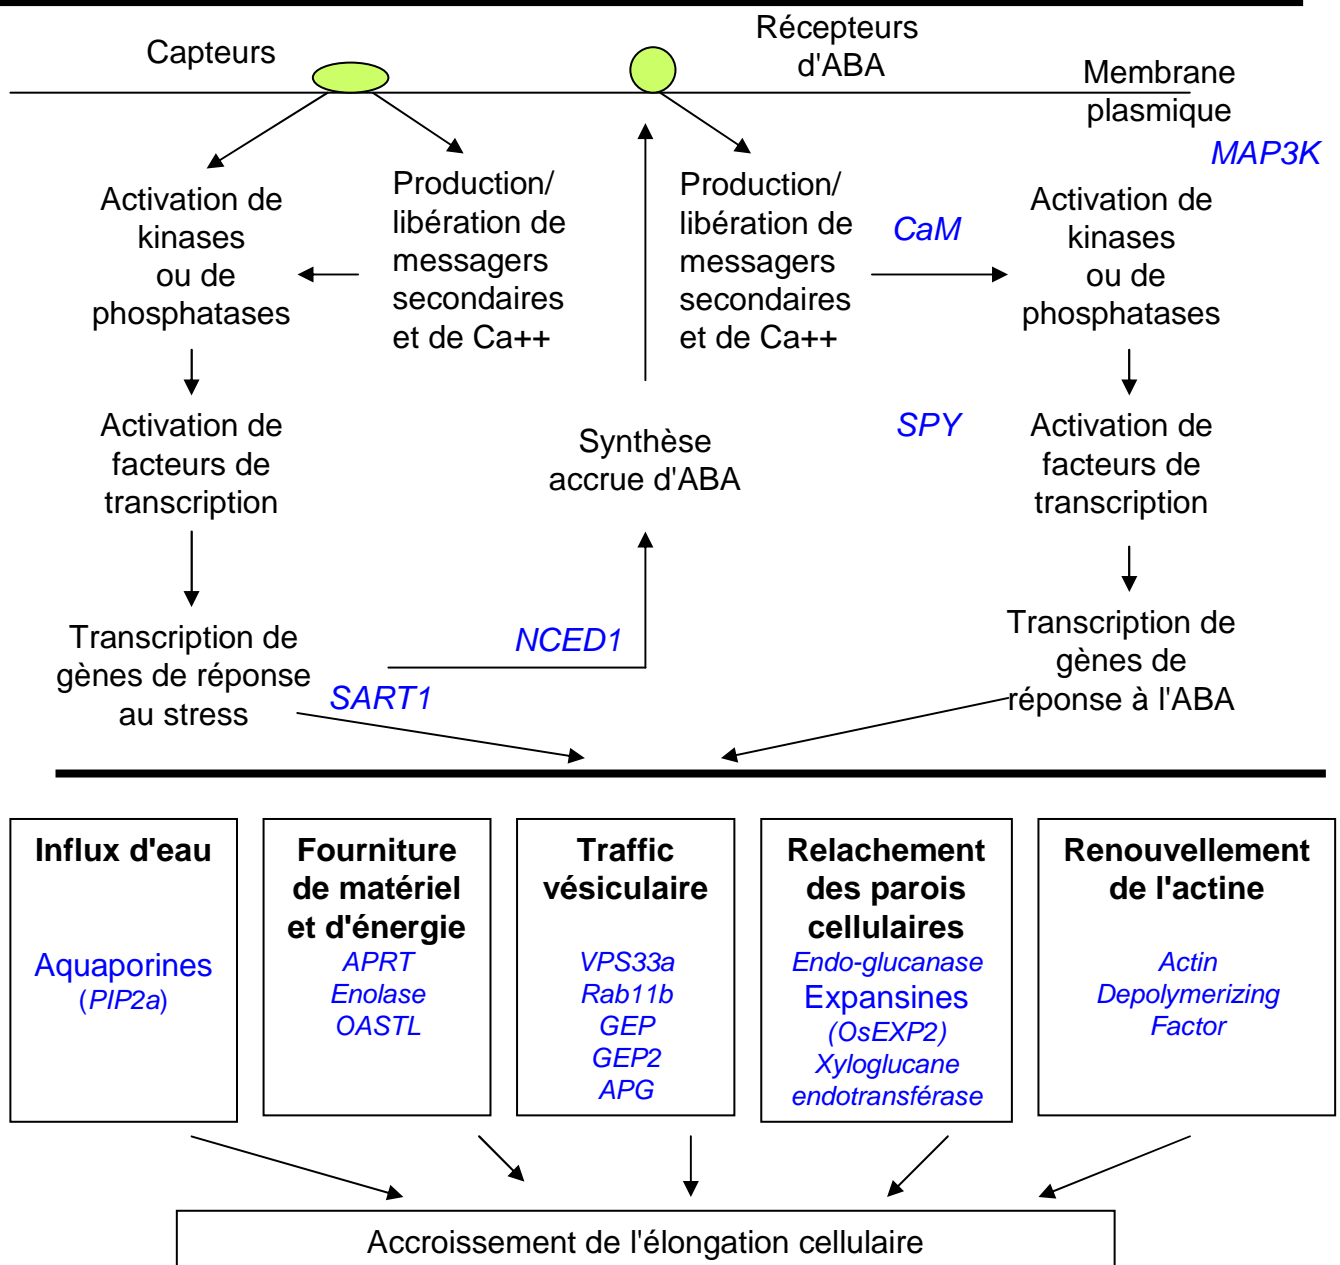 Capteurs
Récepteurs
d'ABA
Membrane
plasmique
MAP3K
Activation de
kinases
ou de
phosphatases
Production/
libération de
messagers
secondaires
et de Ca++
Production/
libération de
messagers
secondaires
et de Ca++
CaM
Activation de
kinases
ou de
phosphatases
Activation de
facteurs de
transcription
Synthèse
accrue d'ABA
SPY
Activation de
facteurs de
transcription
Transcription de
gènes de réponse
au stress
SART1
NCED1
Transcription de
gènes de
réponse à l'ABA
Influx d'eau
Aquaporines
(PIP2a)
Fourniture
de matériel
et d'énergie
APRT
Enolase
OASTL
Traffic
vésiculaire
VPS33a
Rab11b
GEP
GEP2
APG
Relachement
des parois
cellulaires
Endo-glucanase
Expansines
(OsEXP2)
Xyloglucane
endotransférase
Renouvellement
de l'actine
Actin
Depolymerizing
Factor
Accroissement de l'élongation cellulaire